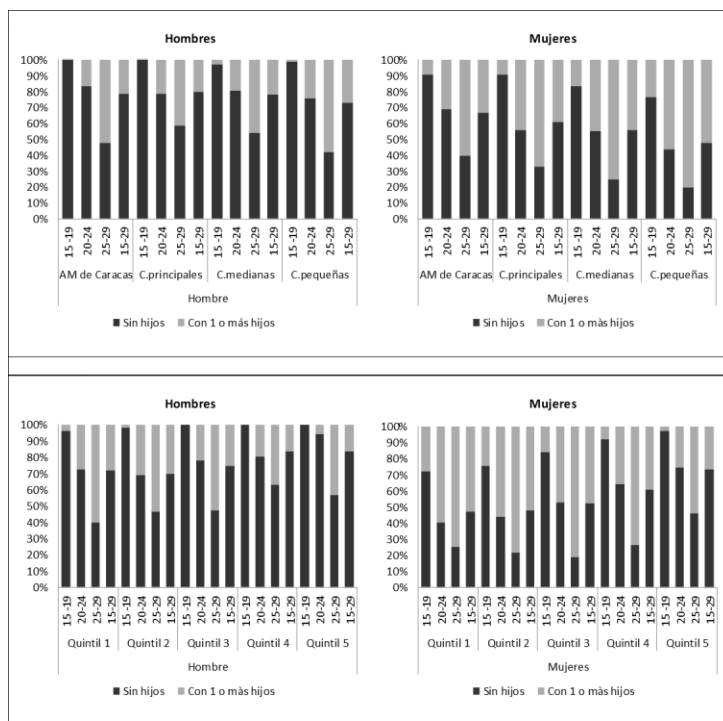 Hombres
100%
90%
80%
70%
60%
50%
40%
30%
20%
10%
0%
15 -19 20-24 25-29 15-29 15 -19 20-24 25-29 15-29 15 -19 20-24 25-29 15-29 15 -19 20-24 25-29 15-29
AM de Caracas C.principales C.medianas C.pequeñas
Hombre
Sin hijos Con 1 o más hijos
Mujeres
100%
90%
80%
70%
60%
50%
40%
30%
20%
10%
0%
15 -19 20-24 25-29 15-29 15 -19 20-24 25-29 15-29 15 -19 20-24 25-29 15-29 15 -19 20-24 25-29 15-29
AM de Caracas C.principales C.medianas C.pequeñas
Mujeres
Sin hijos Con 1 o màs hijos
Hombres
100%
90%
80%
70%
60%
50%
40%
30%
20%
10%
0%
15 -19 20-24 25-29 15-29 15 -19 20-24 25-29 15-29 15 -19 20-24 25-29 15-29 15 -19 20-24 25-29 15-29 15 -19 20-24 25-29 15-29
Quintil 1 Quintil 2 Quintil 3 Quintil 4 Quintil 5
Hombre
Sin hijos Con 1 o màs hijos
Mujeres
100%
90%
80%
70%
60%
50%
40%
30%
20%
10%
0%
15 -19 20-24 25-29 15-29 15 -19 20-24 25-29 15-29 15 -19 20-24 25-29 15-29 15 -19 20-24 25-29 15-29 15 -19 20-24 25-29 15-29
Quintil 1 Quintil 2 Quintil 3 Quintil 4 Quintil 5
Mujeres
Sin hijos Con 1 o màs hijos